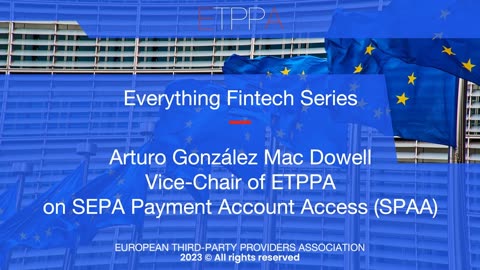 ETPPA
Everything Fintech Series
Arturo González Mac Dowell
Vice-Chair of ETPPA
on SEPA Payment Account Access (SPAA)
EUROPEAN THIRD-PARTY PROVIDERS ASSOCIATION
2023 © All rights reserved